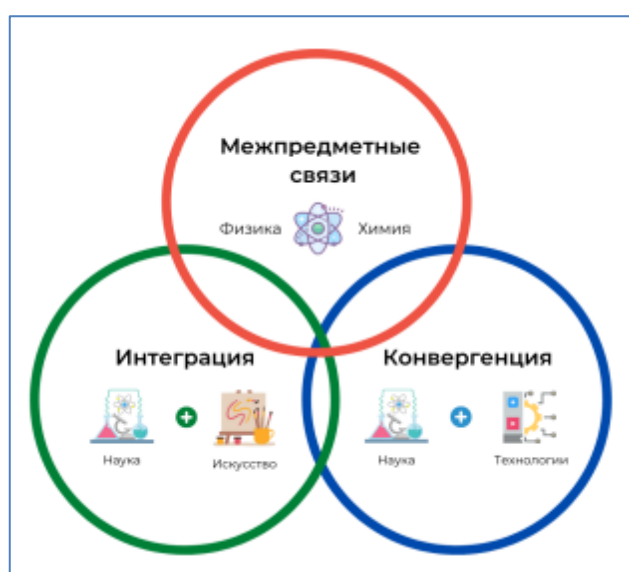 Межпредметные
связи
Физика Химия
Интеграция
Наука Искусство
Конвергенция
Наука Технологии